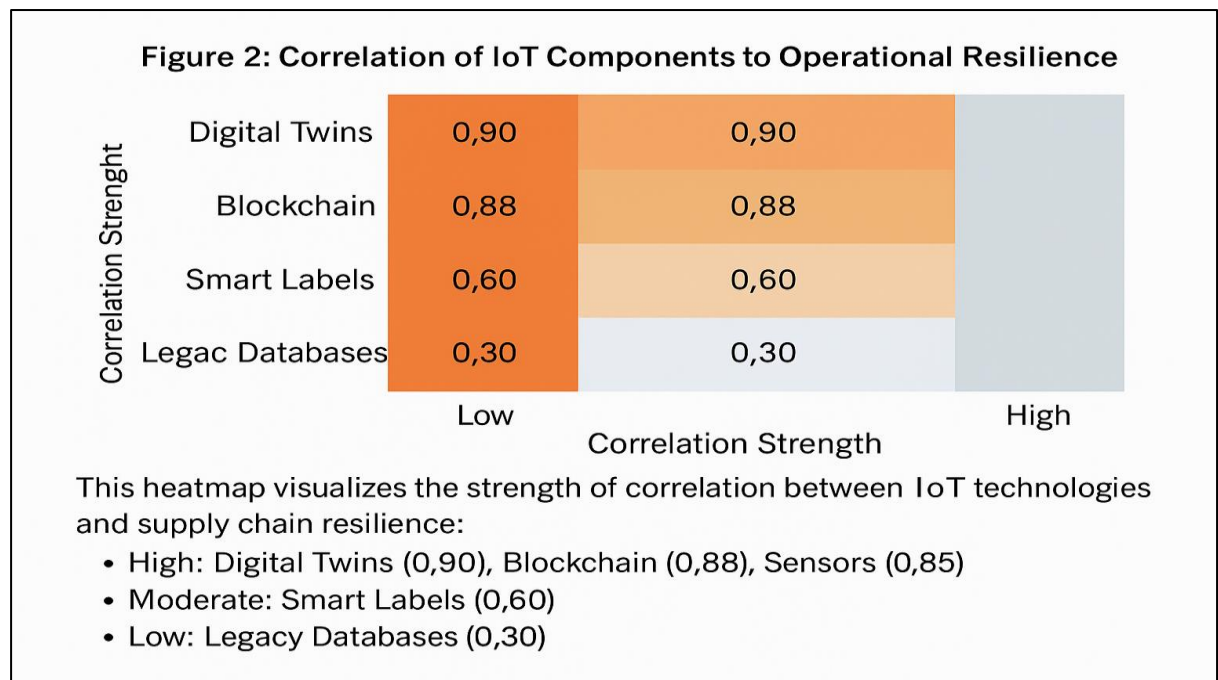 Figure 2: Correlation of IoT Components to Operational Resilience
Correlation Strenght
Digital Twins 0,90 0,90
Blockchain 0,88 0,88
Smart Labels 0,60 0,60
Legac Databases 0,30 0,30
Low High
Correlation Strength
This heatmap visualizes the strength of correlation between IoT technologies
and supply chain resilience:
• High: Digital Twins (0,90), Blockchain (0,88), Sensors (0,85)
• Moderate: Smart Labels (0,60)
• Low: Legacy Databases (0,30)